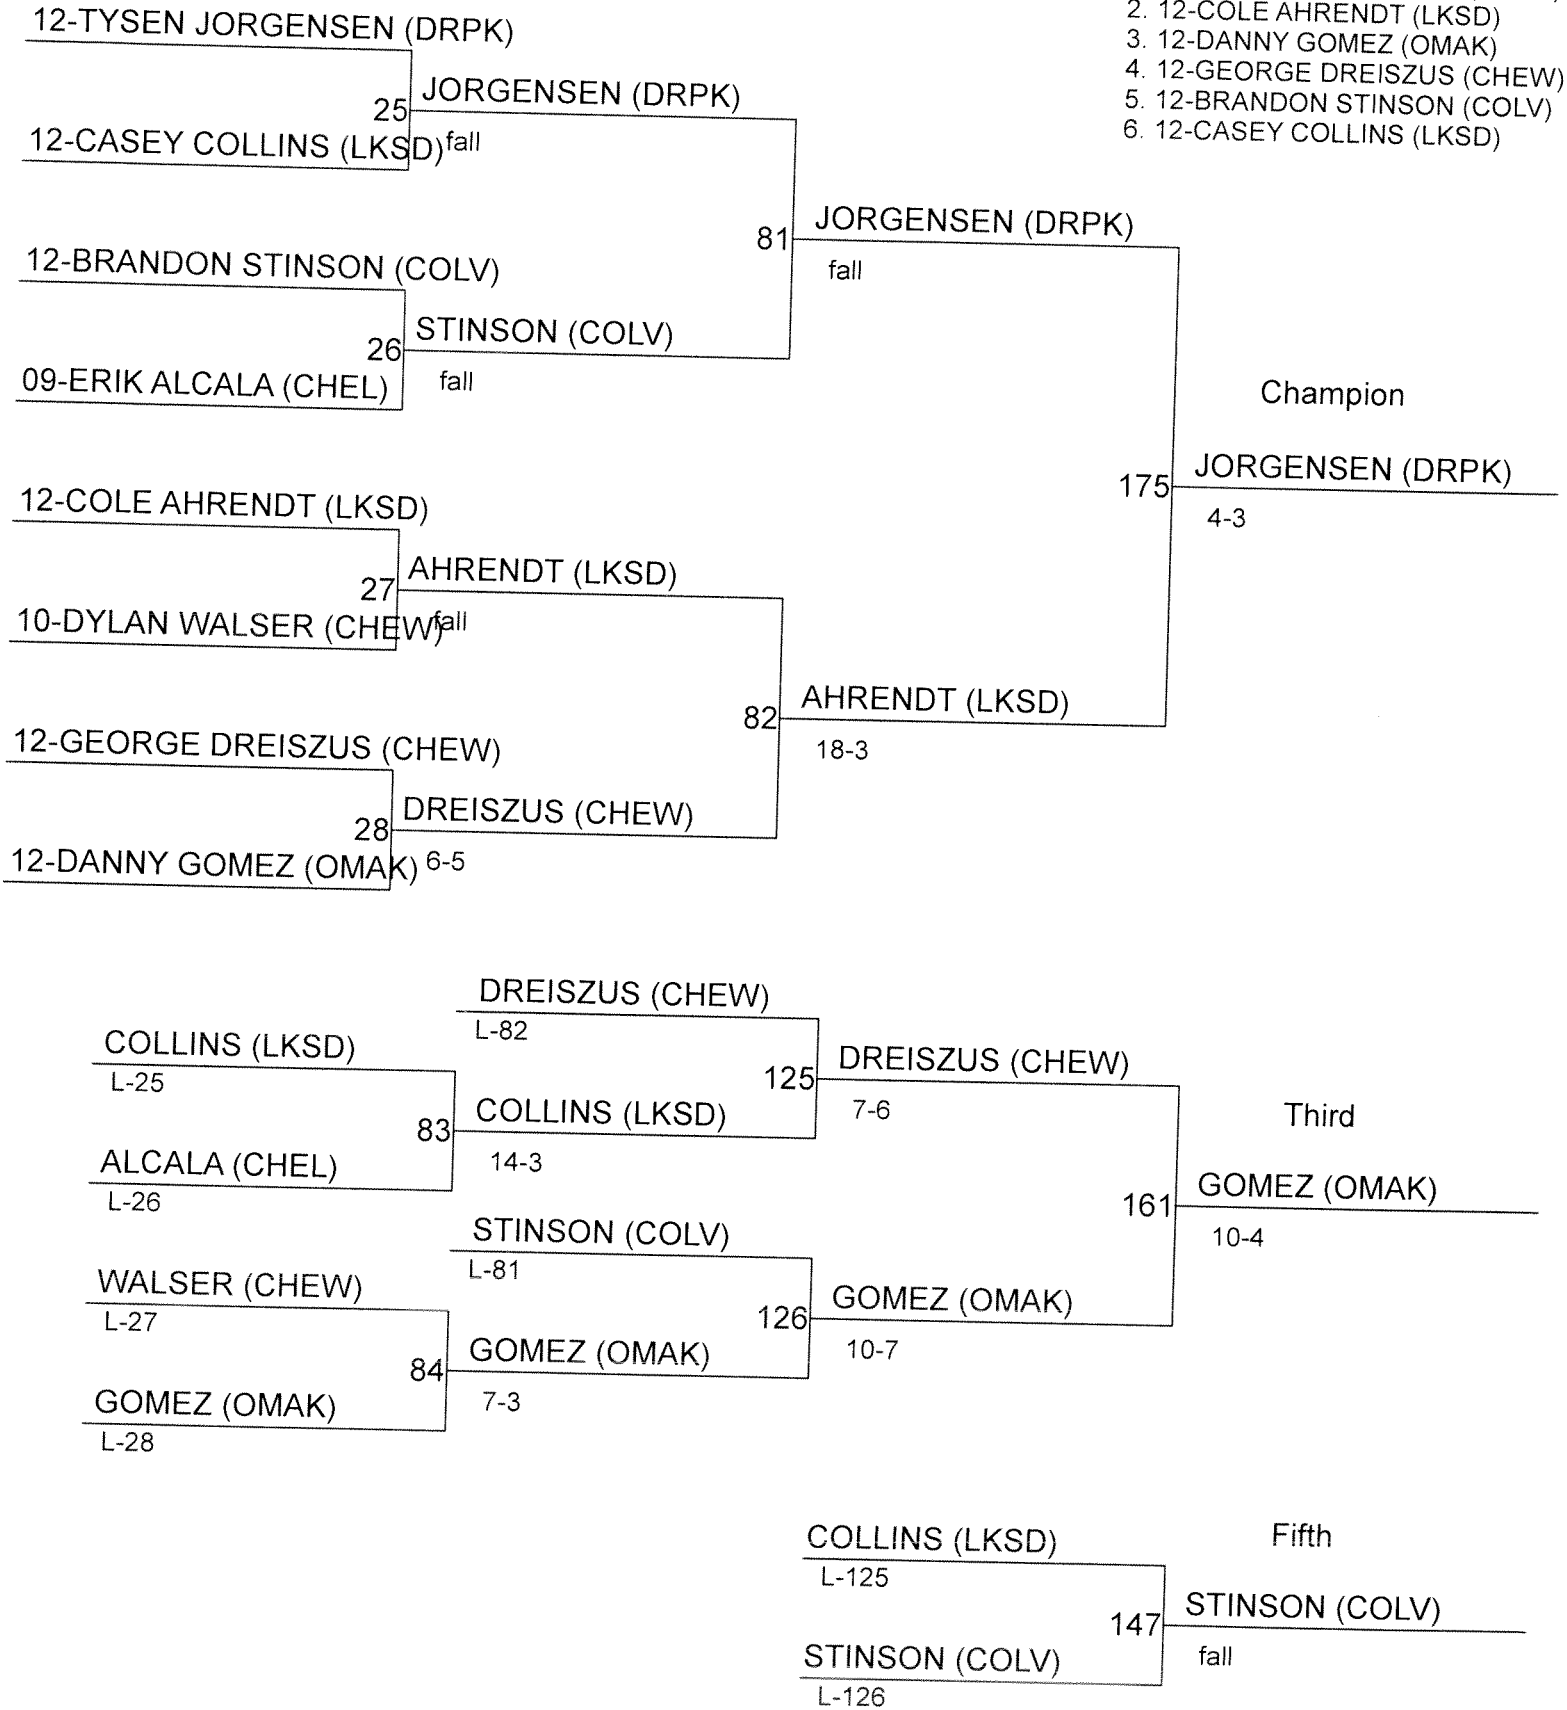 12-TYSEN JORGENSEN (DRPK)
25
JORGENSEN (DRPK)
fall
12-CASEY COLLINS (LKSD)
12-BRANDON STINSON (COLV)
26
STINSON (COLV)
fall
09-ERIK ALCALA (CHEL)
81
JORGENSEN (DRPK)
fall
12-COLE AHRENDT (LKSD)
27
AHRENDT (LKSD)
fall
10-DYLAN WALSER (CHEW)
12-GEORGE DREISZUS (CHEW)
28
DREISZUS (CHEW)
6-5
12-DANNY GOMEZ (OMAK)
82
AHRENDT (LKSD)
18-3
Champion
175
JORGENSEN (DRPK)
4-3
2. 12-COLE AHRENDT (LKSD)
3. 12-DANNY GOMEZ (OMAK)
4. 12-GEORGE DREISZUS (CHEW)
5. 12-BRANDON STINSON (COLV)
6. 12-CASEY COLLINS (LKSD)
DREISZUS (CHEW)
L-82
COLLINS (LKSD)
L-25
83
COLLINS (LKSD)
14-3
ALCALA (CHEL)
L-26
125
DREISZUS (CHEW)
7-6
STINSON (COLV)
L-81
WALSER (CHEW)
L-27
84
GOMEZ (OMAK)
7-3
GOMEZ (OMAK)
L-28
126
GOMEZ (OMAK)
10-7
Third
161
GOMEZ (OMAK)
10-4
COLLINS (LKSD)
L-125
Fifth
147
STINSON (COLV)
fall
STINSON (COLV)
L-126